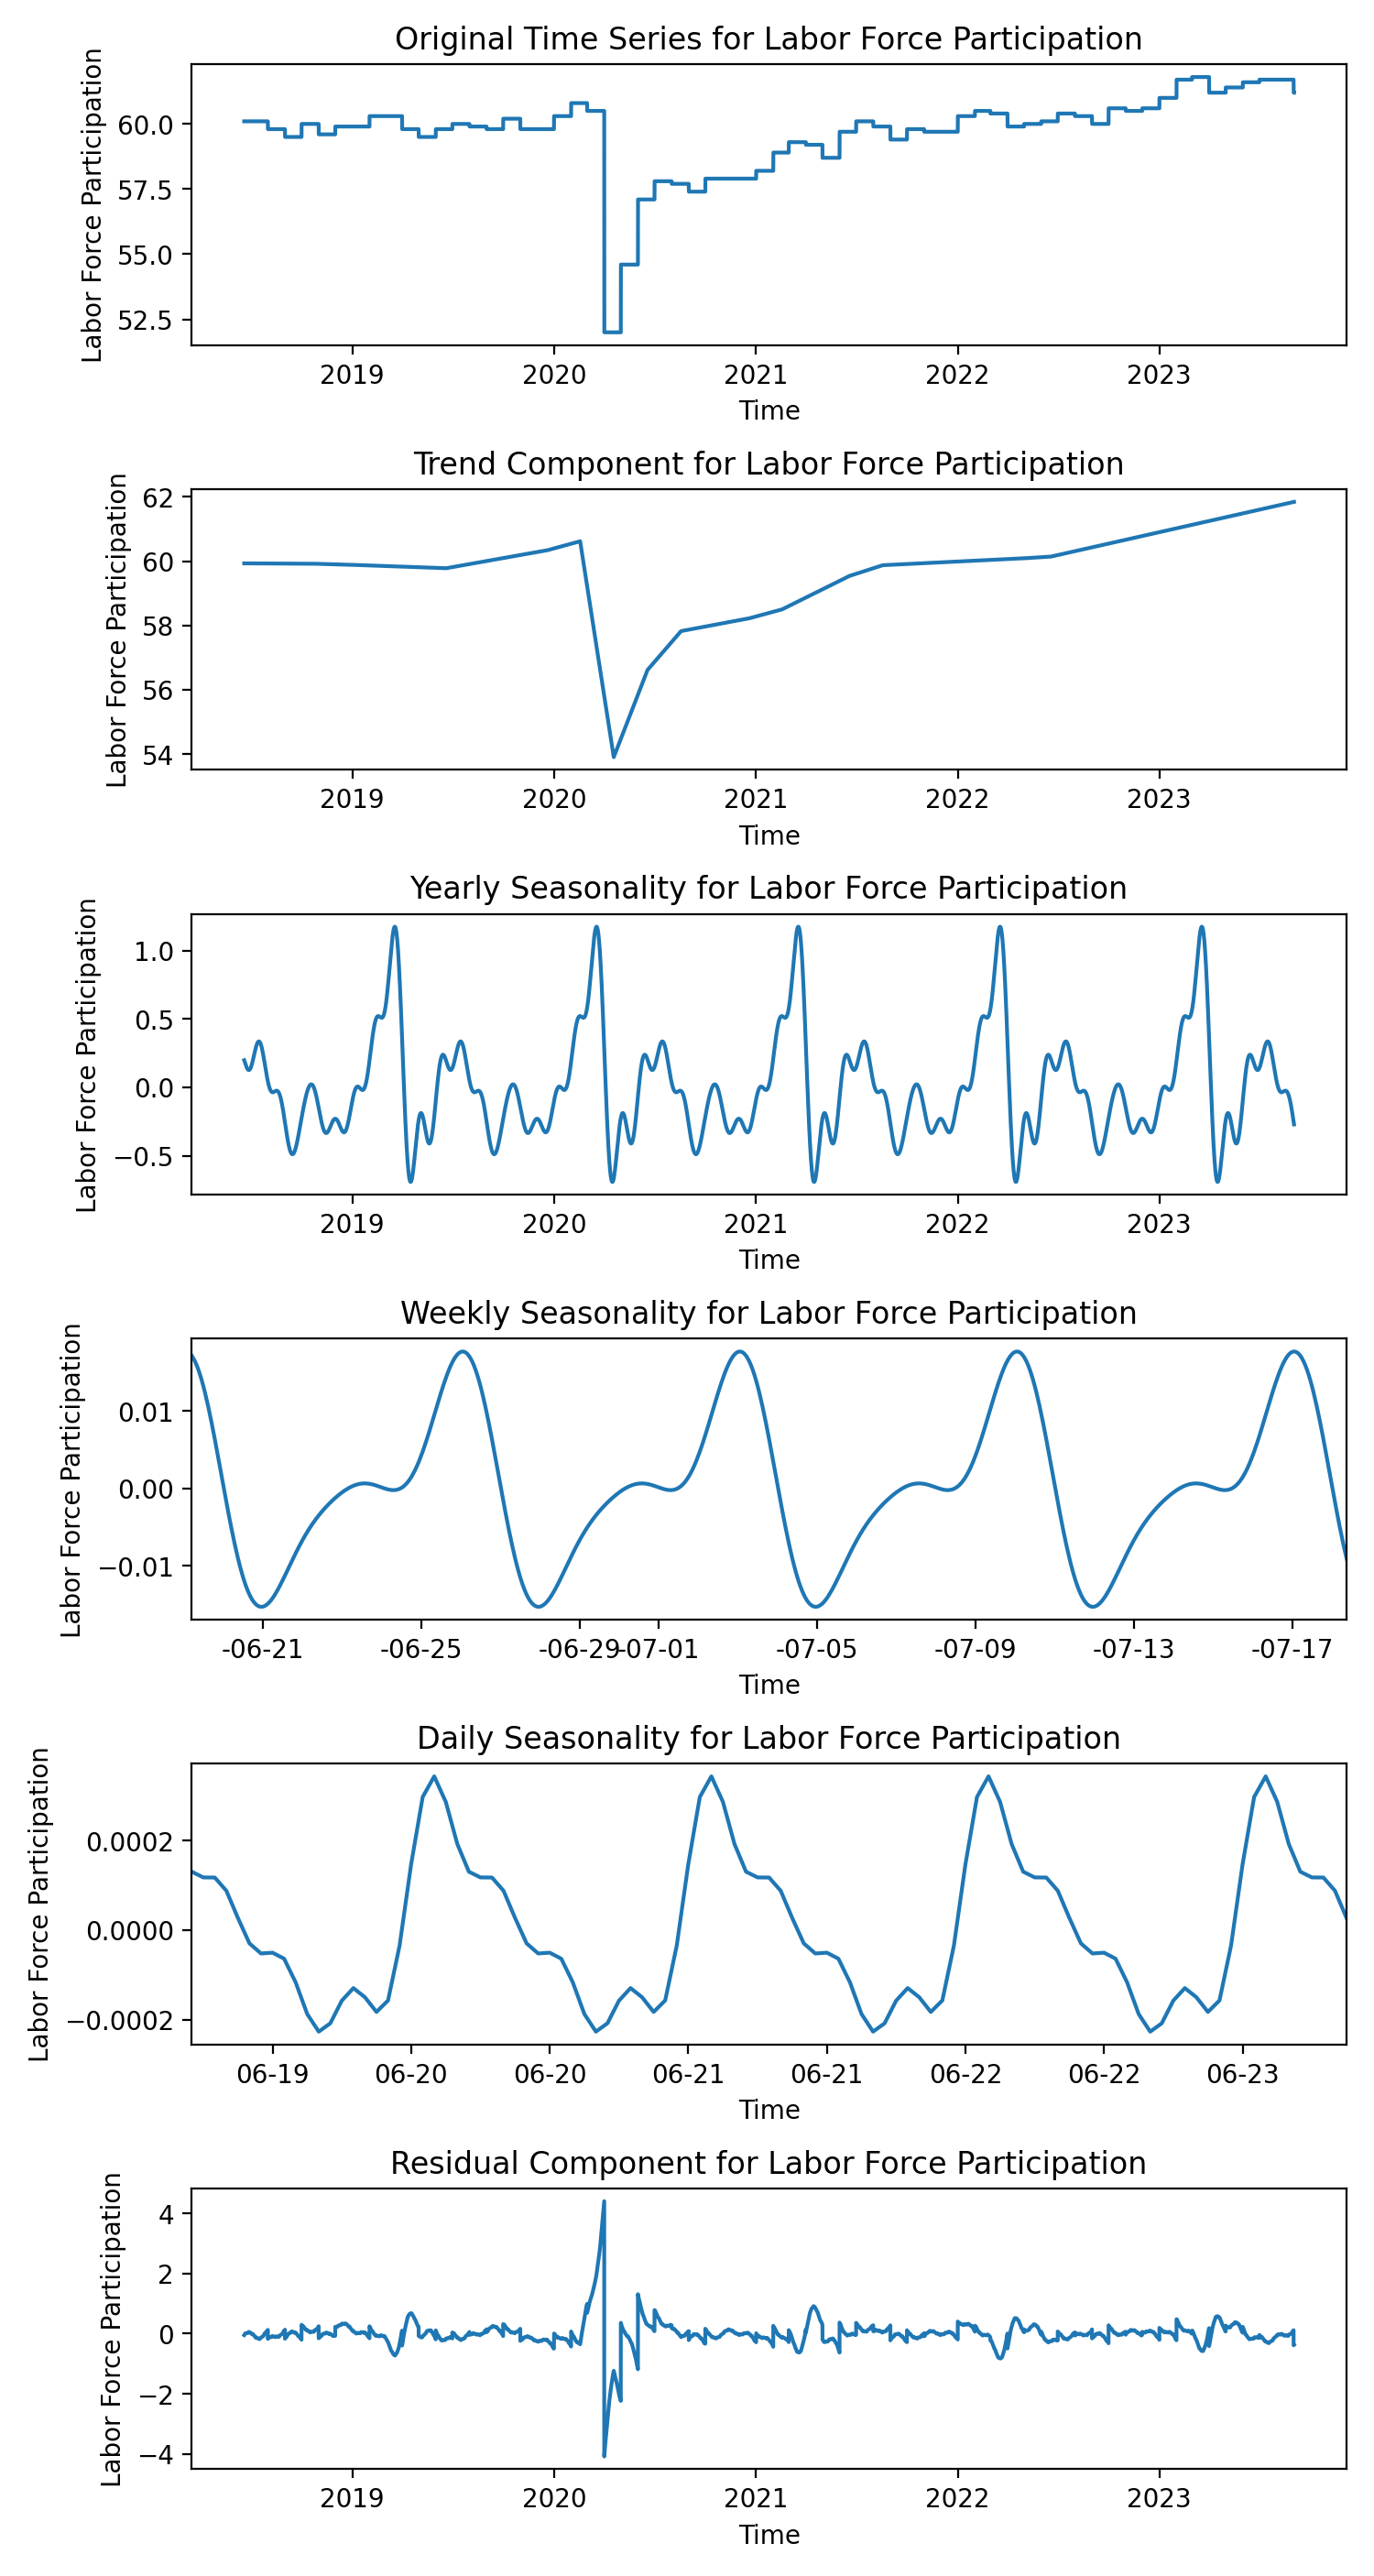 Original Time Series for Labor Force Participation
Labor Force Participation
60.0
57.5
55.0
52.5
2019 2020 2021 2022 2023
Time
Trend Component for Labor Force Participation
Labor Force Participation
62
60
58
56
54
2019 2020 2021 2022 2023
Time
Yearly Seasonality for Labor Force Participation
Labor Force Participation
1.0
0.5
0.0
−0.5
2019 2020 2021 2022 2023
Time
Weekly Seasonality for Labor Force Participation
Labor Force Participation
0.01
0.00
−0.01
-06-21 -06-25 -06-29 -07-01 -07-05 -07-09 -07-13 -07-17
Time
Daily Seasonality for Labor Force Participation
Labor Force Participation
0.0002
0.0000
−0.0002
06-19 06-20 06-20 06-21 06-21 06-22 06-22 06-23
Time
Residual Component for Labor Force Participation
Labor Force Participation
4
2
0
−2
−4
2019 2020 2021 2022 2023
Time